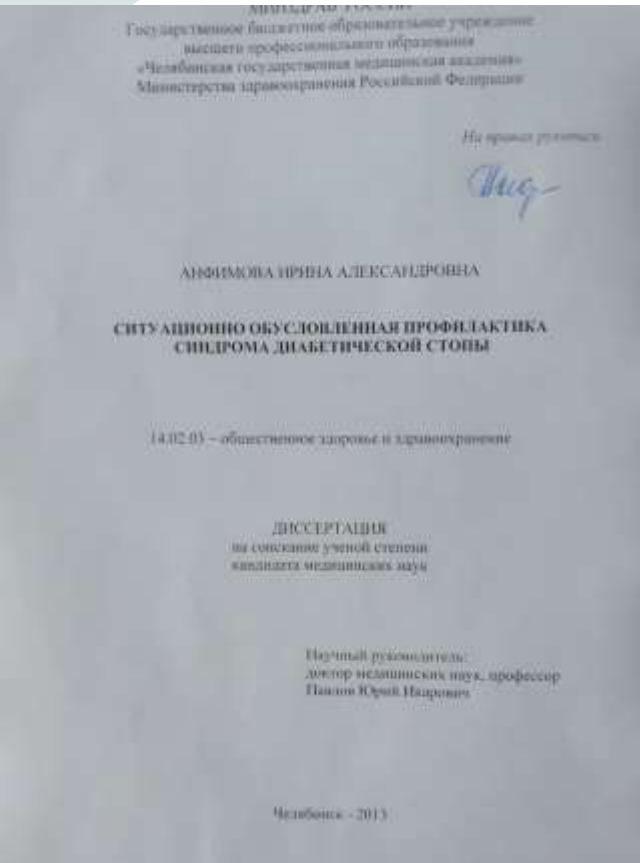 МИНЗДРАВ РОССИИ
Государственное бюджетное образовательное учреждение
высшего профессионального образования
«Челябинская государственная медицинская академия»
Министерства здравоохранения Российской Федерации
На правах рукописи
АНФИМОВА ИРИНА АЛЕКСАНДРОВНА
СИТУАЦИОННО ОБУСЛОВЛЕННАЯ ПРОФИЛАКТИКА
СИНДРОМА ДИАБЕТИЧЕСКОЙ СТОПЫ
14.02.03 – общественное здоровье и здравоохранение
ДИССЕРТАЦИЯ
на соискание ученой степени
кандидата медицинских наук
Научный руководитель:
доктор медицинских наук, профессор
Юрий
Челябинск - 2013